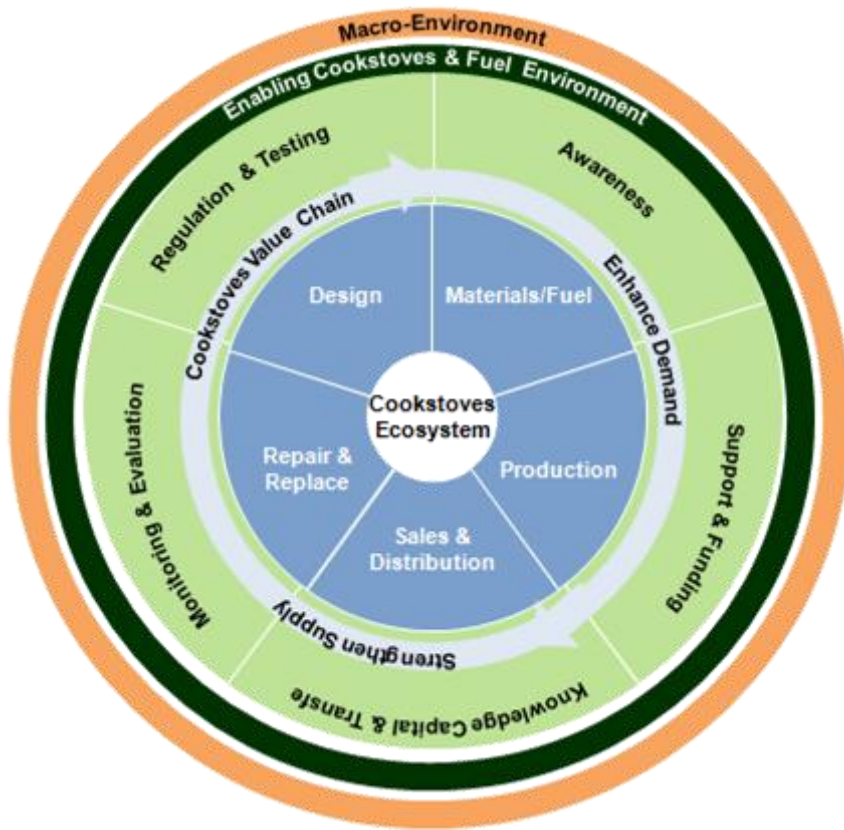 Macro-Environment
Enabling Cookstoves & Fuel Environment
Regulation & Testing
Awareness
Support & Funding
Knowledge Capital & Transfe
Monitoring & Evaluation
Cookstoves Value Chain
Enhance Demand
Strengthen Supply
Design
Materials/Fuel
Production
Sales &
Distribution
Repair &
Replace
Cookstoves
Ecosystem